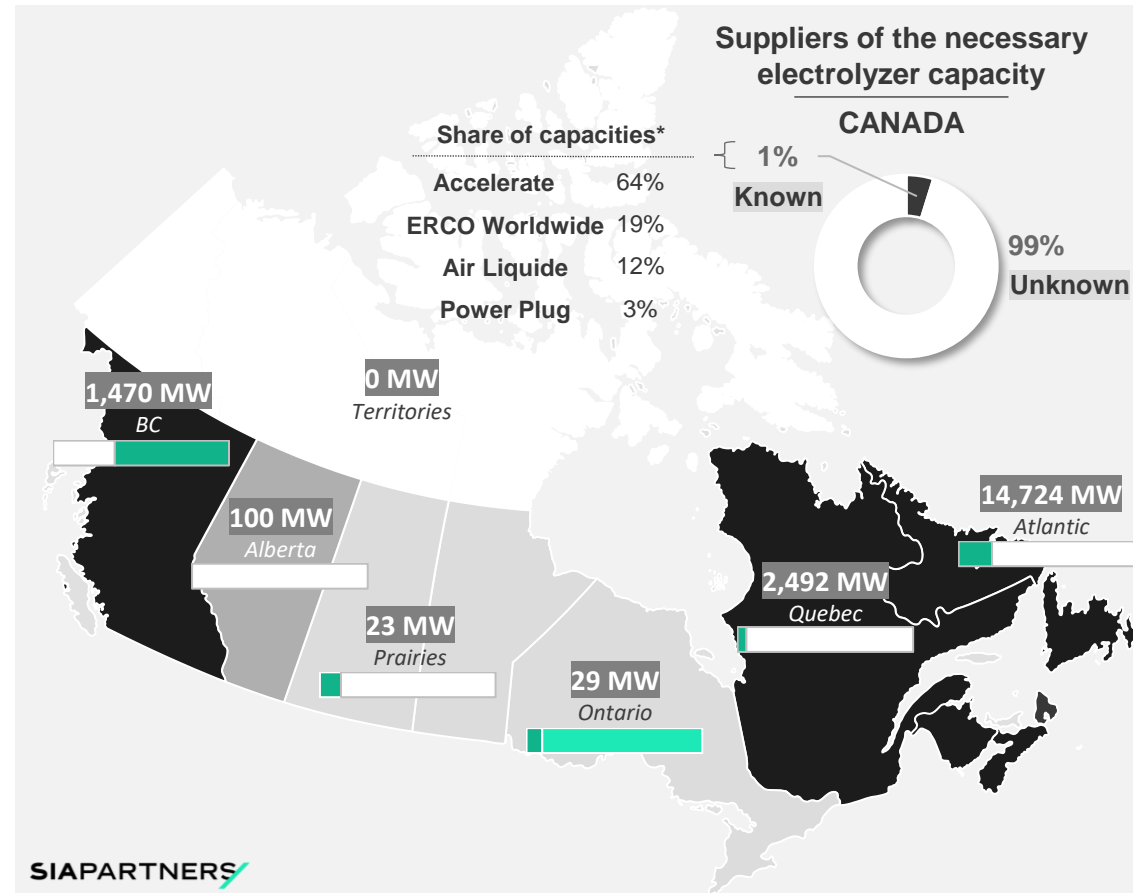 Suppliers of the necessary
electrolyzer capacity
CANADA
Share of capacities*
Accelerate 64%
ERCO Worldwide 19%
Air Liquide 12%
Power Plug 3%
1%
Known
99%
Unknown
0 MW
Territories
1,470 MW
BC
100 MW
Alberta
23 MW
Prairies
29 MW
Ontario
2,492 MW
Quebec
14,724 MW
Atlantic
SIAPARTNERS